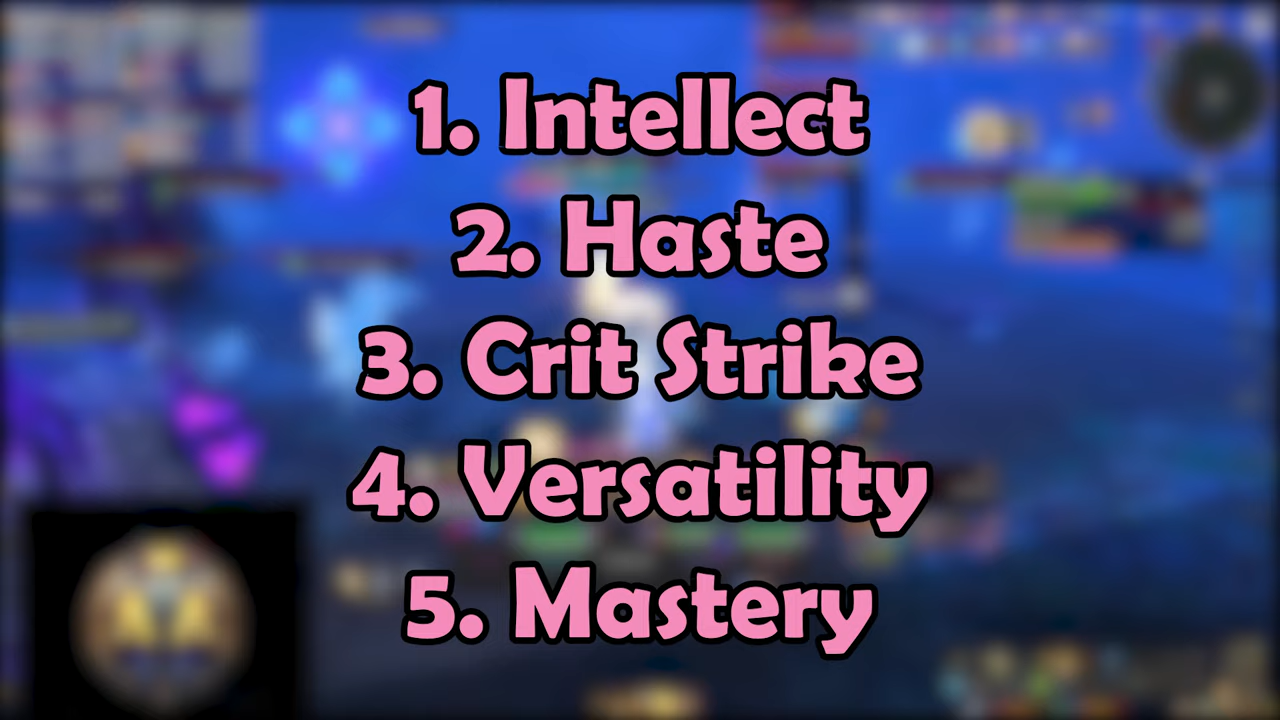 1. Intellect
2. Haste
3. Crit Strike
4. Versatility
5. Mastery